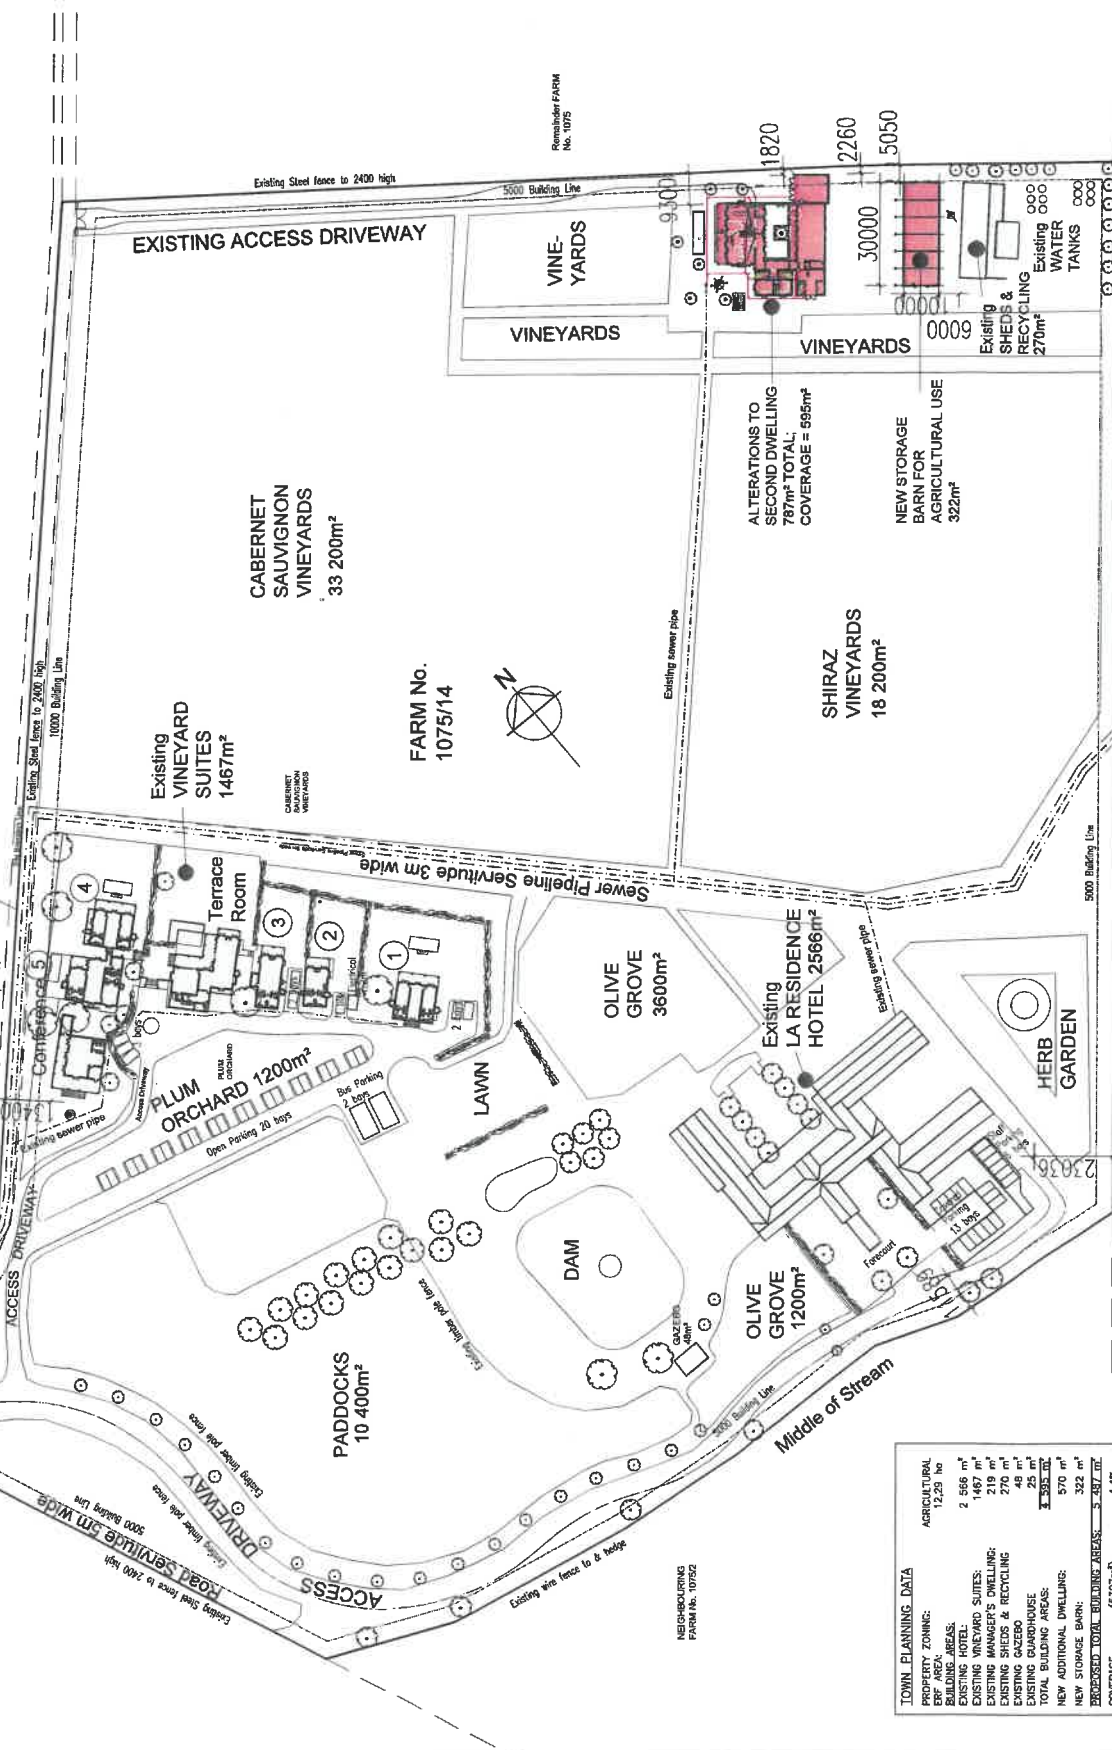 Remainder FARM
No. 1075
Existing Steel fence to 2400 high
5000 Building Line
EXISTING ACCESS DRIVEWAY
VINE-
YARDS
VINEYARDS
VINEYARDS
9300
1820
2260
5050
30000
10000
6000
Existing
SHEDS &
RECYCLING
270m²
Existing
WATER
TANKS
ALTERATIONS TO
SECOND DWELLING
787m² TOTAL;
COVERAGE = 595m²
NEW STORAGE
BARN FOR
AGRICULTURAL USE
322m²
CABERNET
SAUVIGNON
VINEYARDS
33 200m²
Existing Steel fence to 2400 high
10000 Building Line
Existing
VINEYARD
SUITES
1467m²
FARM No.
1075/14
N
CABERNET
SAUVIGNON
VINEYARDS
Existing sewer pipe
SHIRAZ
VINEYARDS
18 200m²
5000 Building Line
Sewer Pipeline Servitude 3m wide
Terrace
Room
1
2
3
4
5
conference
13400
Existing sewer pipe
Access Driveway
PLUM
ORCHARD 1200m²
PLUM
ORCHARD
Open Parking 20 bays
Bus Parking
2 bays
LAWN
OLIVE
GROVE
3600m²
Existing
LA RESIDENCE
HOTEL 2566m²
Existing sewer pipe
HERB
GARDEN
23036
13 bays
Forecourt
ACCESS DRIVEWAY
DAM
GAZEBO
48m²
OLIVE
GROVE
1200m²
Existing timber pole fence
PADDOCKS
10 400m²
5000 Building Line
Middle of Stream
Existing timber pole fence
Existing timber pole fence
ACCESS DRIVEWAY
5000 Building Line
Road Servitude 5m wide
Existing Steel fence to 2400 high
Existing wire fence to & hedge
NEIGHBOURING
FARM No. 1075/2
TOWN PLANNING DATA
PROPERTY ZONING: AGRICULTURAL
ERF AREA: 12,29 ha
BUILDING AREAS:
EXISTING HOTEL: 2 566 m²
EXISTING VINEYARD SUITES: 1467 m²
EXISTING MANAGER'S DWELLING: 219 m²
EXISTING SHEDS & RECYCLING 270 m²
EXISTING GAZEBO 48 m²
EXISTING GUARDHOUSE 25 m²
TOTAL BUILDING AREAS: 4 595 m²
NEW ADDITIONAL DWELLING: 570 m²
NEW STORAGE BARN: 322 m²
PROPOSED TOTAL BUILDING AREAS: 5 487 m²